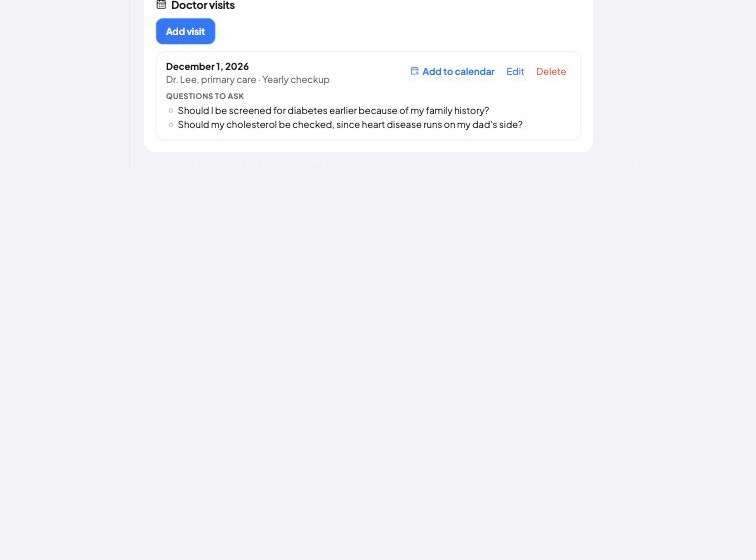 Doctor visits
Add visit
December 1, 2026
Add to calendar Edit Delete
Dr. Lee, primary care · Yearly checkup
QUESTIONS TO ASK
Should I be screened for diabetes earlier because of my family history?
Should my cholesterol be checked, since heart disease runs on my dad's side?